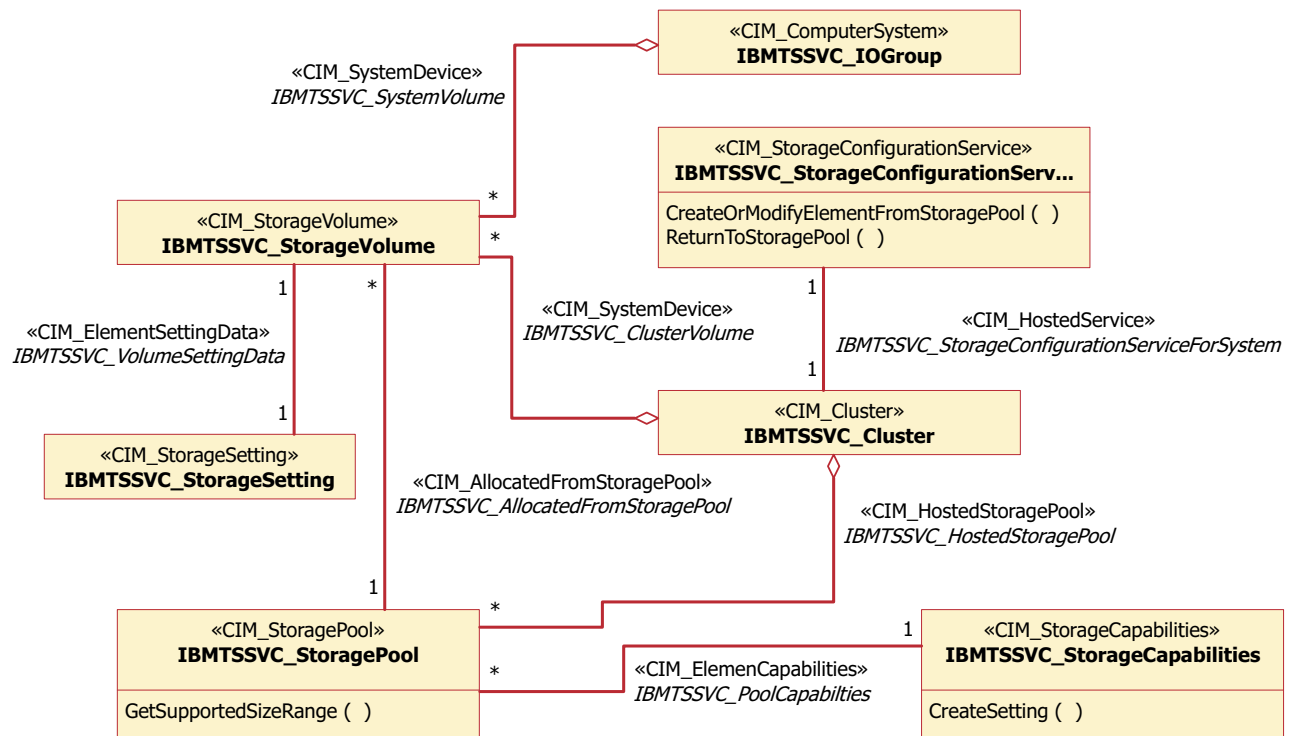 «CIM_ComputerSystem»
IBMTSSVC_IOGroup
«CIM_SystemDevice»
IBMTSSVC_SystemVolume
«CIM_StorageConfigurationService»
IBMTSSVC_StorageConfigurationServ...
CreateOrModifyElementFromStoragePool ( )
ReturnToStoragePool ( )
*
«CIM_StorageVolume»
IBMTSSVC_StorageVolume
*
1
*
1
«CIM_SystemDevice»
IBMTSSVC_ClusterVolume
«CIM_HostedService»
IBMTSSVC_StorageConfigurationServiceForSystem
«CIM_ElementSettingData»
IBMTSSVC_VolumeSettingData
1
1
«CIM_Cluster»
IBMTSSVC_Cluster
«CIM_StorageSetting»
IBMTSSVC_StorageSetting
«CIM_AllocatedFromStoragePool»
IBMTSSVC_AllocatedFromStoragePool
«CIM_HostedStoragePool»
IBMTSSVC_HostedStoragePool
1
*
«CIM_StoragePool»
IBMTSSVC_StoragePool
GetSupportedSizeRange ( )
*
1
«CIM_ElemenCapabilities»
IBMTSSVC_PoolCapabilties
«CIM_StorageCapabilities»
IBMTSSVC_StorageCapabilities
CreateSetting ( )